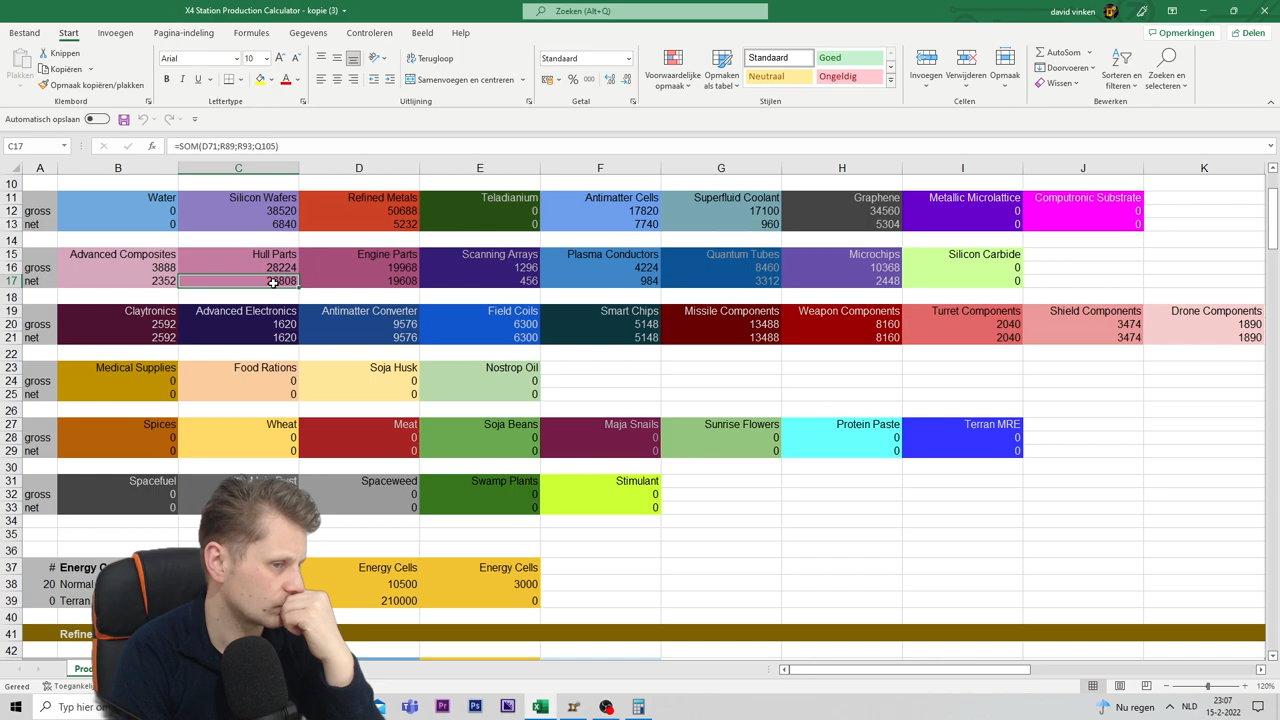 X4 Station Production Calculator - kopie (3)
Zoeken (Alt+Q)
david vinken
Bestand Start Invoegen Pagina-indeling Formules Gegevens Controleren Beeld Help
Opmerkingen Delen
Plakken
Knippen
Kopiëren
Opmaak kopiëren/plakken
Klembord
Arial 10
B I U
Lettertype
Terugloop
Samenvoegen en centreren
Uitlijning
Standaard
Getal
Voorwaardelijke opmaak
Opmaken als tabel
Standaard Goed
Neutraal Ongeldig
Stijlen
Invoegen Verwijderen Opmaak
Cellen
AutoSom
Doorvoeren
Wissen
Sorteren en filteren
Zoeken en selecteren
Bewerken
Automatisch opslaan
C17 =SOM(D71;R89;R93;Q105)
A B C D E F G H I J K
10
11 Water Silicon Wafers Refined Metals Teladianium Antimatter Cells Superfluid Coolant Graphene Metallic Microlattice Computronic Substrate
12 gross 0 38520 50688 0 17820 17100 34560 0 0
13 net 0 6840 5232 0 7740 960 5304 0 0
14
15 Advanced Composites Hull Parts Engine Parts Scanning Arrays Plasma Conductors Quantum Tubes Microchips Silicon Carbide
16 gross 3888 28224 19968 1296 4224 8460 10368 0
17 net 2352 808 19608 456 984 3312 2448 0
18
19 Claytronics Advanced Electronics Antimatter Converter Field Coils Smart Chips Missile Components Weapon Components Turret Components Shield Components Drone Components
20 gross 2592 1620 9576 6300 5148 13488 8160 2040 3474 1890
21 net 2592 1620 9576 6300 5148 13488 8160 2040 3474 1890
22
23 Medical Supplies Food Rations Soja Husk Nostrop Oil
24 gross 0 0 0 0
25 net 0 0 0 0
26
27 Spices Wheat Meat Soja Beans Maja Snails Sunrise Flowers Protein Paste Terran MRE
28 gross 0 0 0 0 0 0 0 0
29 net 0 0 0 0 0 0 0 0
30
31 Spacefuel Spaceweed Swamp Plants Stimulant
32 gross 0 0 0 0 0
33 net 0 0 0 0 0
34
35
36
37 # Energy C Energy Cells Energy Cells
38 20 Normal 10500 3000
39 0 Terran 210000 0
40
41 Refine
42
Prod
Gereed Toegankelij
120%
Typ hier om
Nu regen NLD 23:07
15-2-2022